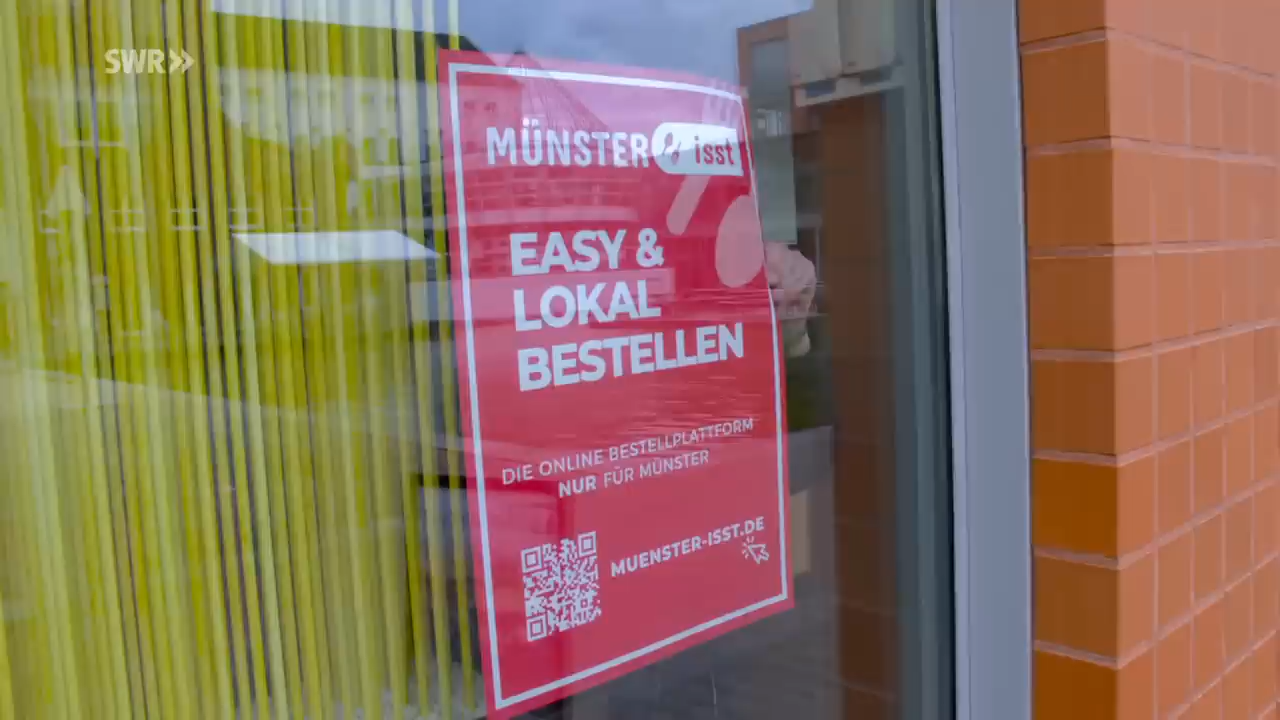 SWR
MÜNSTER isst
EASY &
LOKAL
BESTELLEN
DIE ONLINE BESTELLPLATTFORM
NUR FÜR MÜNSTER
MUENSTER-ISST.DE